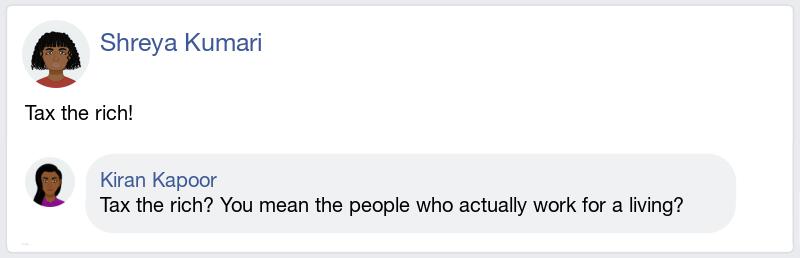 Shreya Kumari
Tax the rich!
Kiran Kapoor
Tax the rich? You mean the people who actually work for a living?